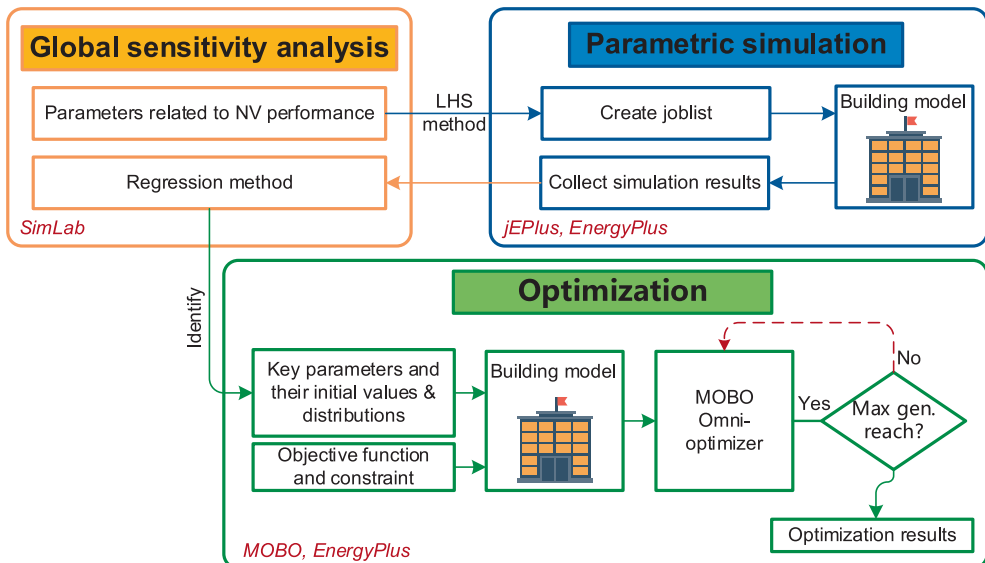 Global sensitivity analysis
Parameters related to NV performance
Regression method
SimLab
LHS
method
Parametric simulation
Create joblist
Building model
Collect simulation results
jEPlus, EnergyPlus
Identify
Optimization
Key parameters and
their initial values &
distributions
Objective function
and constraint
Building model
MOBO
Omni-
optimizer
Yes
No
Max gen.
reach?
Optimization results
MOBO, EnergyPlus